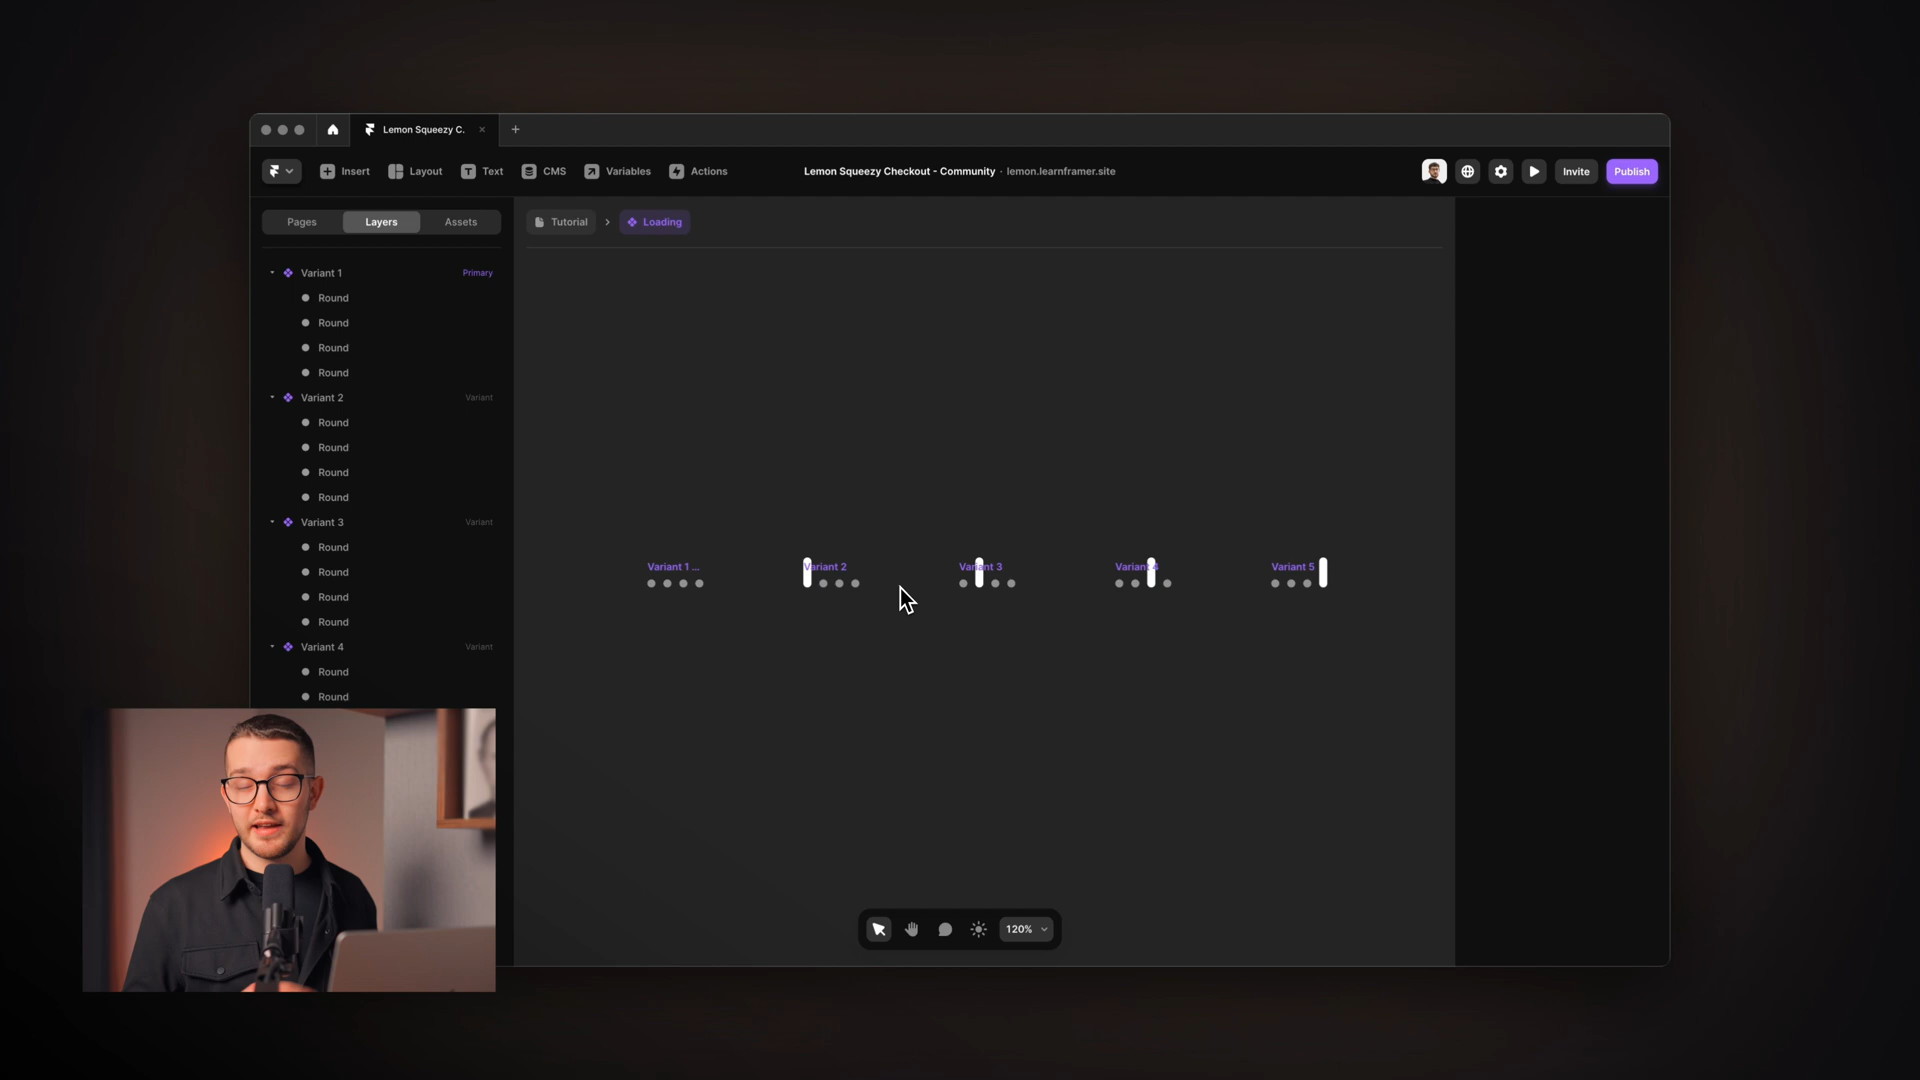 Lemon Squeezy C.
Insert
Layout
Text
CMS
Variables
Actions
Lemon Squeezy Checkout - Community · lemon.learnframer.site
Invite
Publish
Pages
Layers
Assets
Tutorial
Loading
Variant 1 Primary
Round
Round
Round
Round
Variant 2 Variant
Round
Round
Round
Round
Variant 3 Variant
Round
Round
Round
Round
Variant 4 Variant
Round
Round
Variant 1 ...
Variant 2
Variant 3
Variant 4
Variant 5
120%